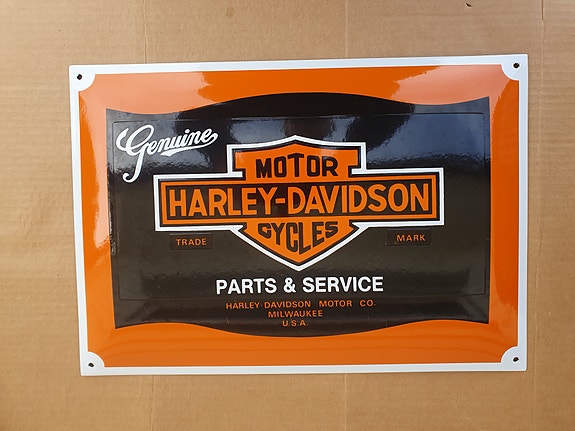 Genuine
MOTOR
HARLEY-DAVIDSON
CYCLES
TRADE MARK
PARTS & SERVICE
HARLEY-DAVIDSON MOTOR CO.
MILWAUKEE
U.S.A.